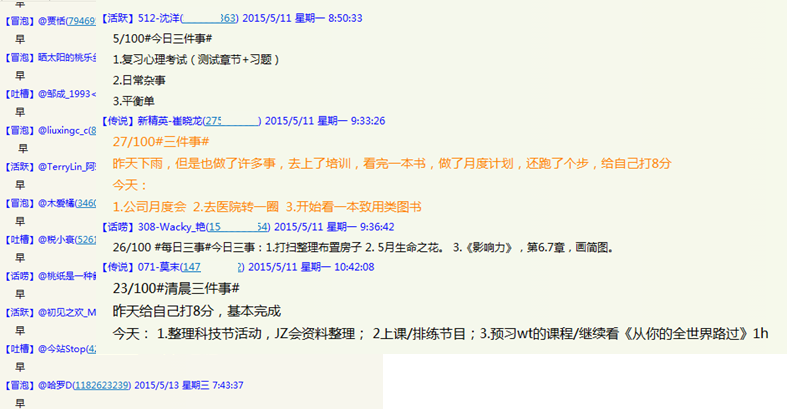 【冒泡】@贾恬(79469
早
【冒泡】晒太阳的桃乐
早
【吐槽】@邹成_1993<
早
【冒泡】@liuxingc_c(8
早
【活跃】@TerryLin_阿
早
【冒泡】@木爱橘(3460
早
【吐槽】@棿小褱(5261
早
【话唠】@桃纸是一种
早
【活跃】@初见之欢_M
早
【吐槽】@今站Stop(42
早
【冒泡】@哈罗D(1182623239) 2015/5/13 星期三 7:43:37
早
【活跃】512-沈洋( 363) 2015/5/11 星期一 8:50:33
5/100#今日三件事#
1.复习心理考试（测试章节+习题）
2.日常杂事
3.平衡单
【传说】新精英-崔晓龙(275 ) 2015/5/11 星期一 9:33:26
27/100#三件事#
昨天下雨，但是也做了许多事，去上了培训，看完一本书，做了月度计划，还跑了个步，给自己打8分
今天：
1.公司月度会 2.去医院转一圈 3.开始看一本致用类图书
【话唠】308-Wacky_艳(15 54) 2015/5/11 星期一 9:36:42
26/100 #每日三事#今日三事：1.打扫整理布置房子 2. 5月生命之花。 3.《影响力》，第6.7章，画简图。
【传说】071-莫末(147 ) 2015/5/11 星期一 10:42:08
23/100#清晨三件事#
昨天给自己打8分，基本完成
今天： 1.整理科技节活动，JZ会资料整理； 2上课/排练节目；3.预习wt的课程/继续看《从你的全世界路过》1h